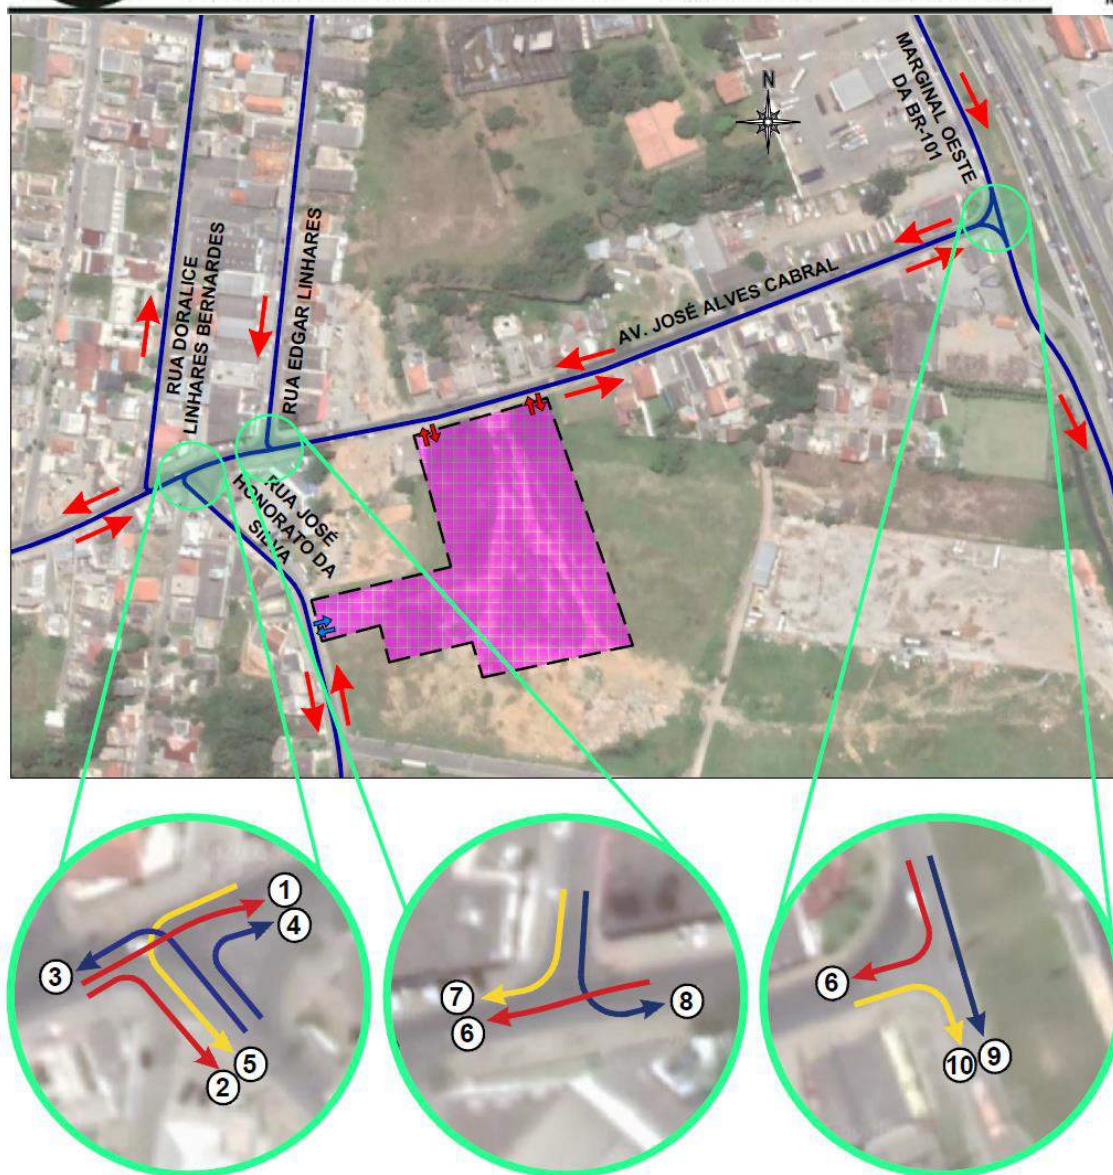 N
MARGINAL OESTE
DA BR-101
RUA DORALICE
LINHARES BERNARDES
RUA EDGARI LINHARES
AV. JOSÉ ALVES CABRAL
RUA JOSÉ
HONORATO DA
SILVA
1
4
3
5
2
7
6
8
6
10
9